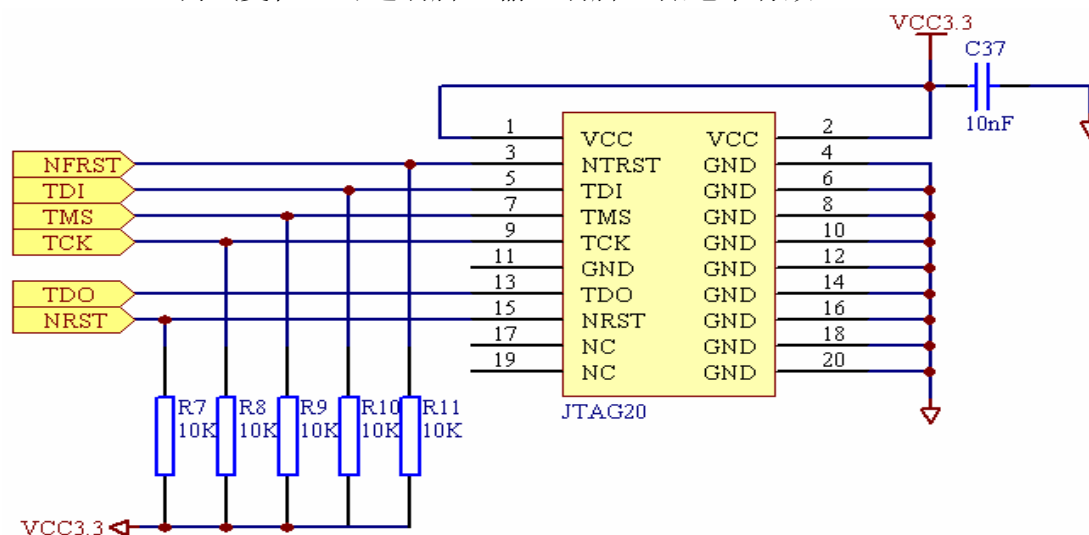 VCC3.3
C37
10nF
1 VCC VCC 2
NFRST 3 NTRST GND 4
TDI 5 TDI GND 6
TMS 7 TMS GND 8
TCK 9 TCK GND 10
11 GND GND 12
TDO 13 TDO GND 14
NRST 15 NRST GND 16
17 NC GND 18
19 NC GND 20
JTAG20
R7 R8 R9 R10 R11
10K 10K 10K 10K 10K
VCC3.3